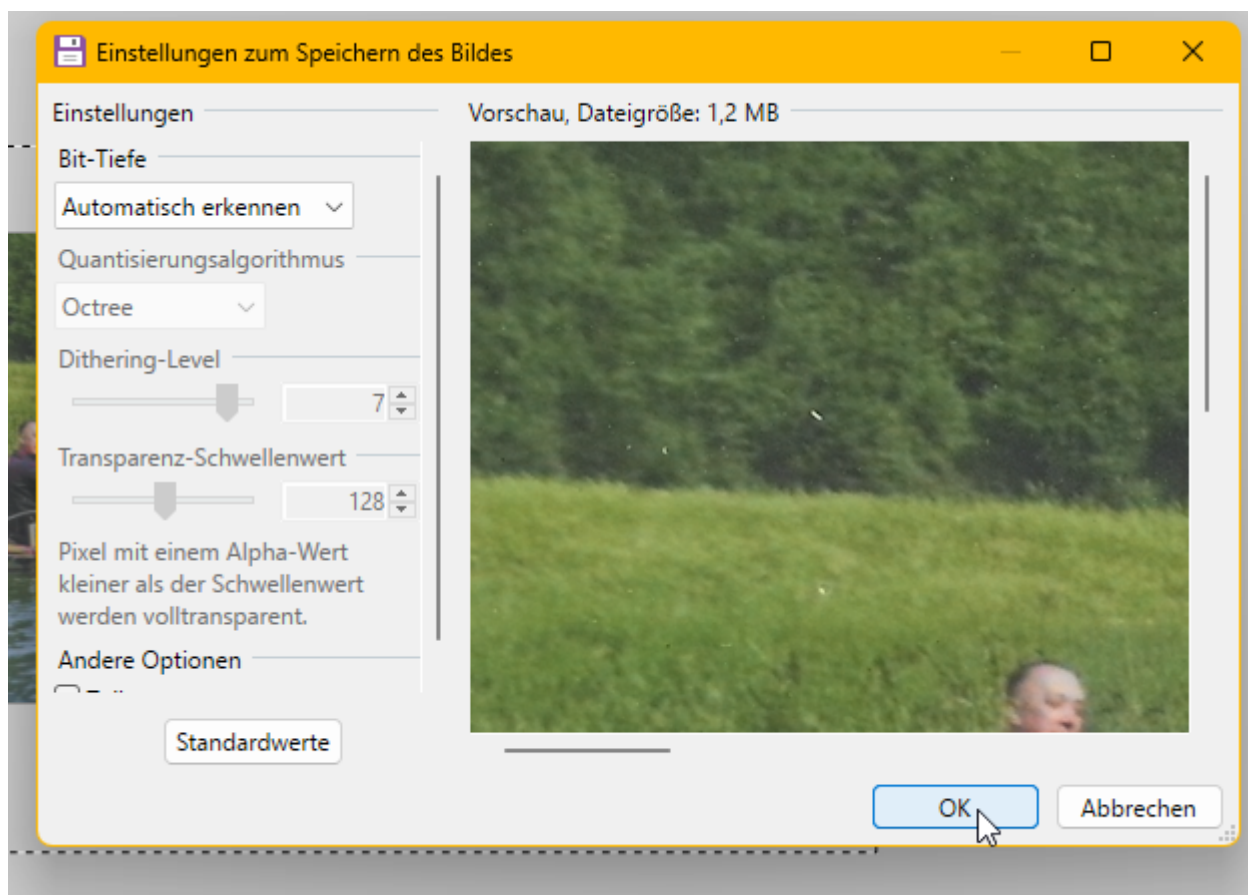 Einstellungen zum Speichern des Bildes
Einstellungen
Bit-Tiefe
Automatisch erkennen
Quantisierungsalgorithmus
Octree
Dithering-Level
7
Transparenz-Schwellenwert
128
Pixel mit einem Alpha-Wert
kleiner als der Schwellenwert
werden volltransparent.
Andere Optionen
Standardwerte
Vorschau, Dateigröße: 1,2 MB
OK
Abbrechen